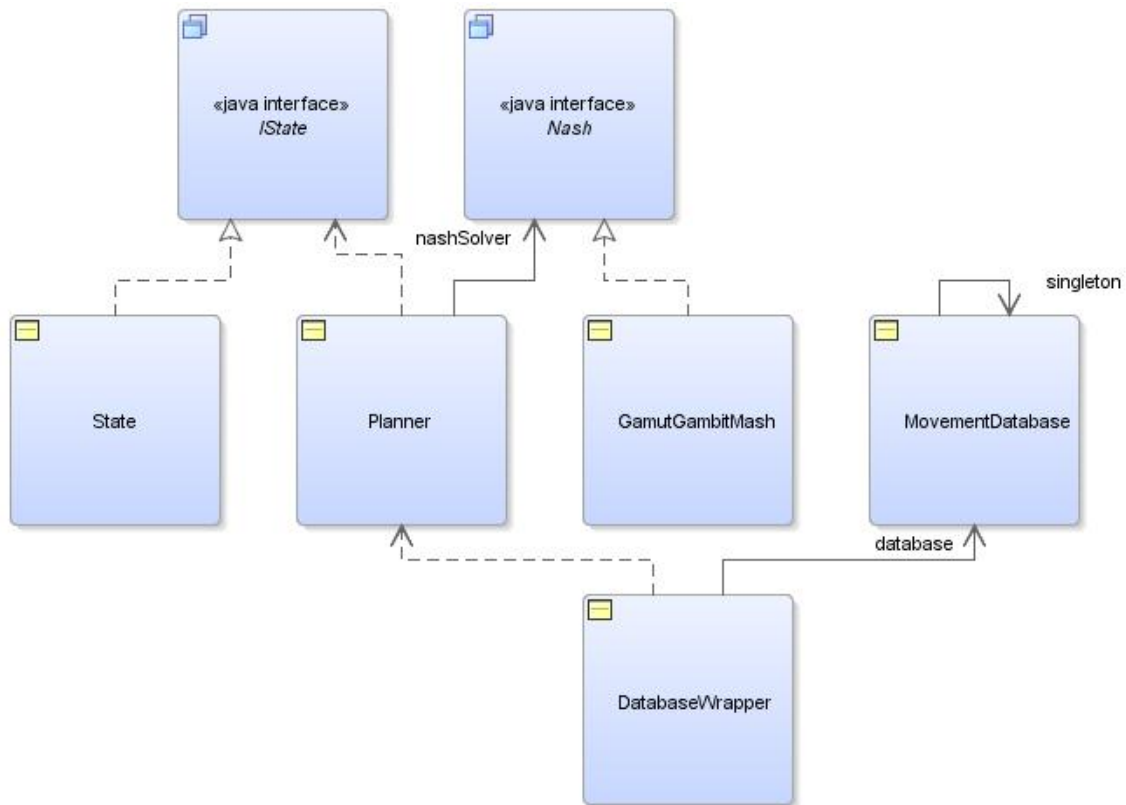 «java interface»
IState
«java interface»
Nash
nashSolver
singleton
State
Planner
GamutGambitMash
MovementDatabase
database
DatabaseWrapper